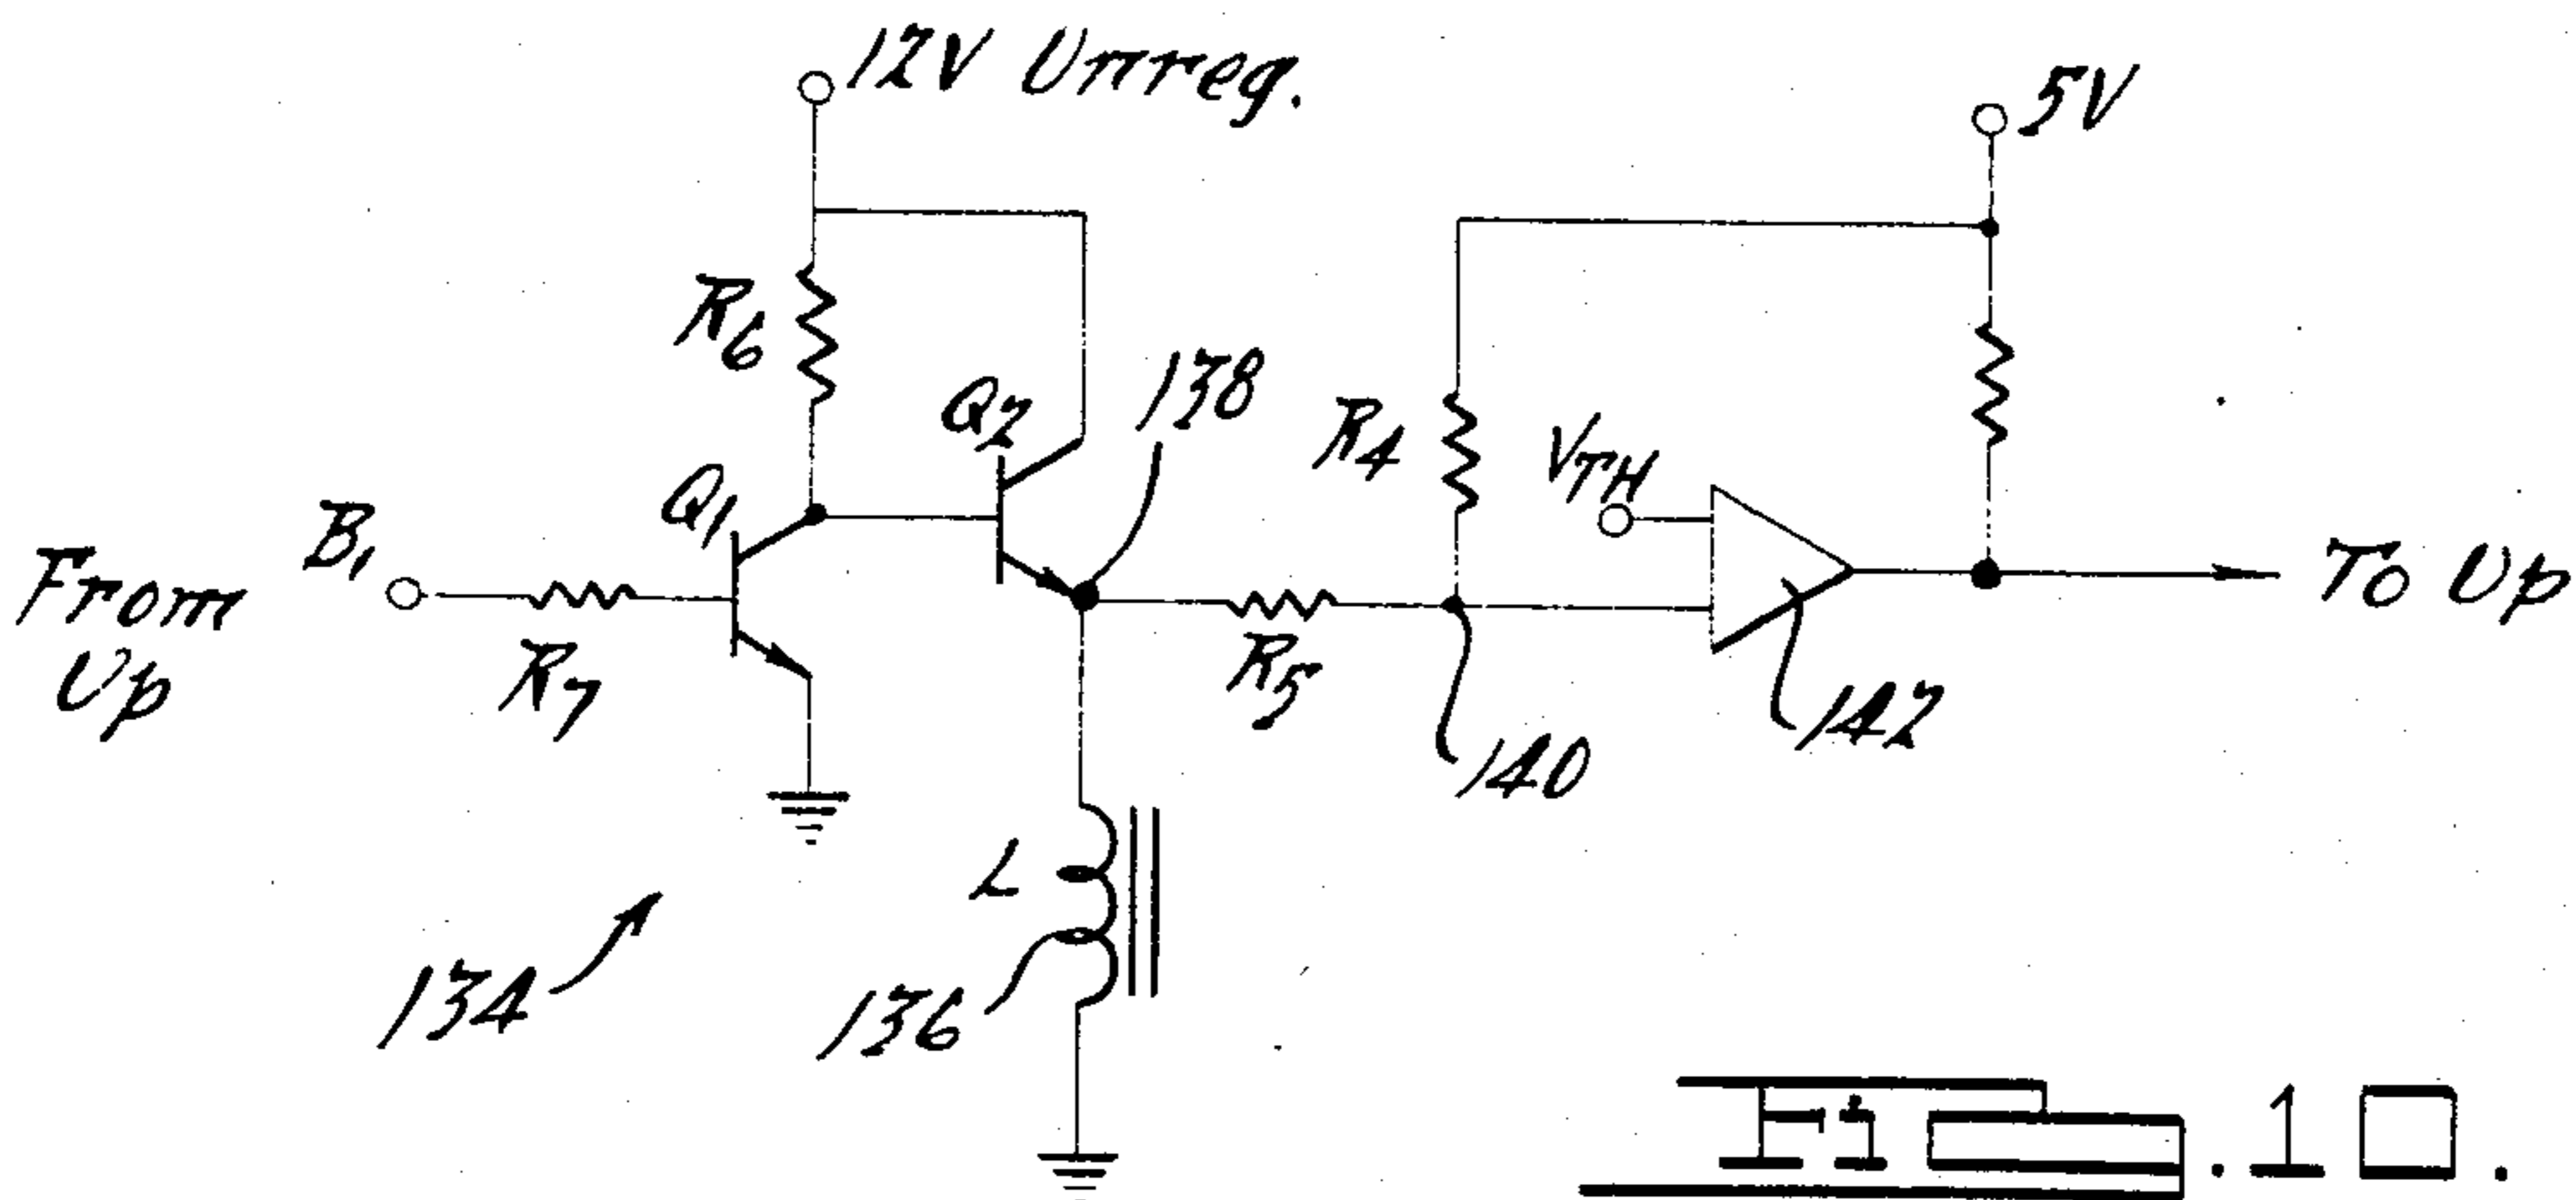 12V Unreg.
5V
R6
Q2
138
R4
VTH
Q1
B1
From
Up
R7
R5
To Up
142
140
L
134
136
Fig.10.